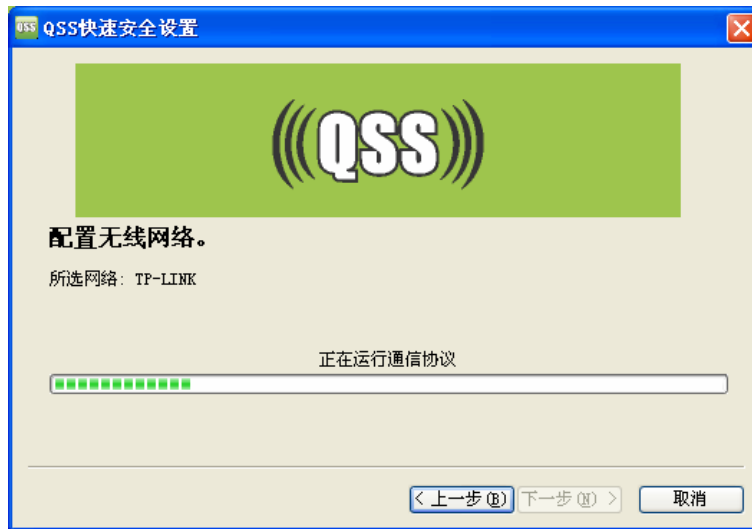 QSS QSS快速安全设置
(((QSS)))
配置无线网络。
所选网络: TP-LINK
正在运行通信协议
< 上一步(B) 下一步(N) > 取消